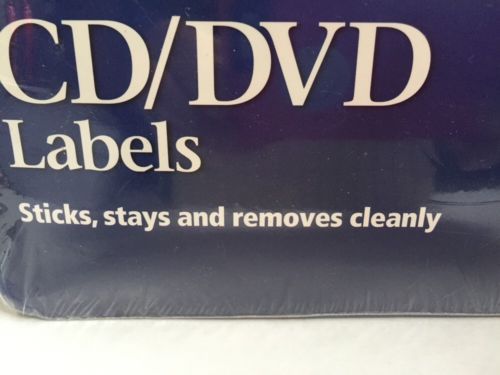 CD/DVD
Labels
Sticks, stays and removes cleanly